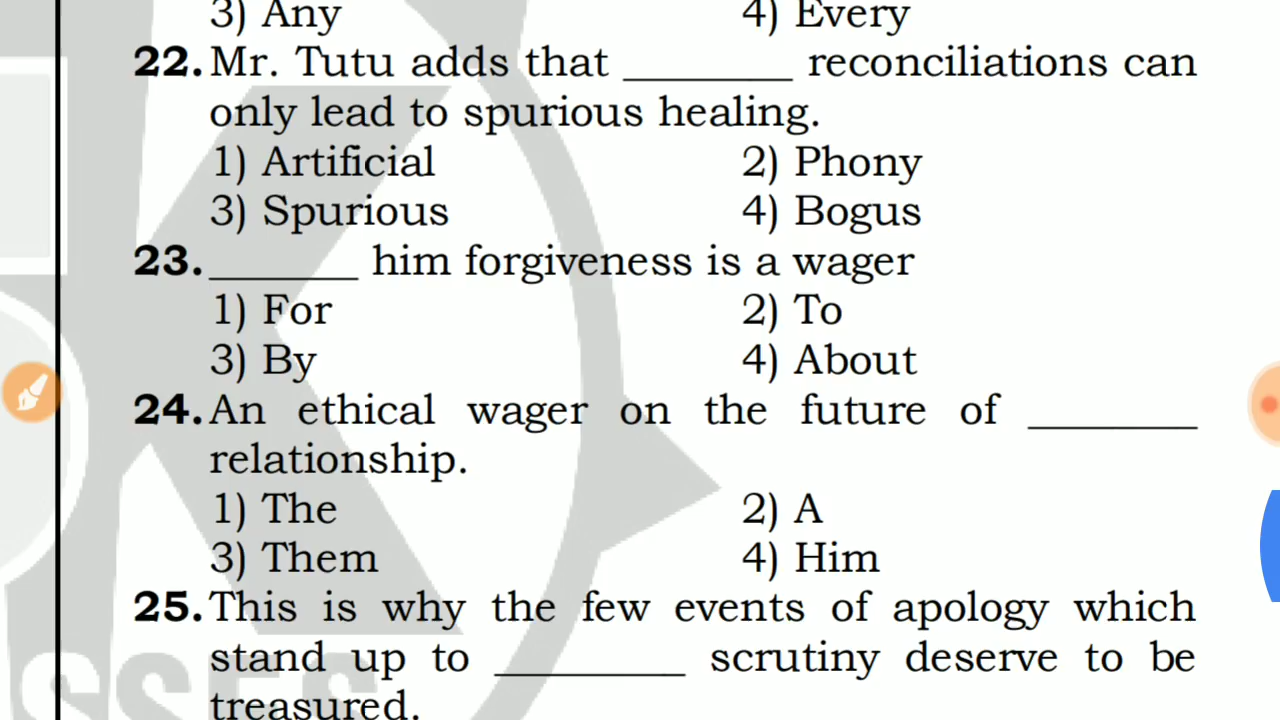 3) Any 4) Every
22. Mr. Tutu adds that ________ reconciliations can
only lead to spurious healing.
1) Artificial 2) Phony
3) Spurious 4) Bogus
23. _______ him forgiveness is a wager
1) For 2) To
3) By 4) About
24. An ethical wager on the future of ________
relationship.
1) The 2) A
3) Them 4) Him
25. This is why the few events of apology which
stand up to _________ scrutiny deserve to be
treasured.